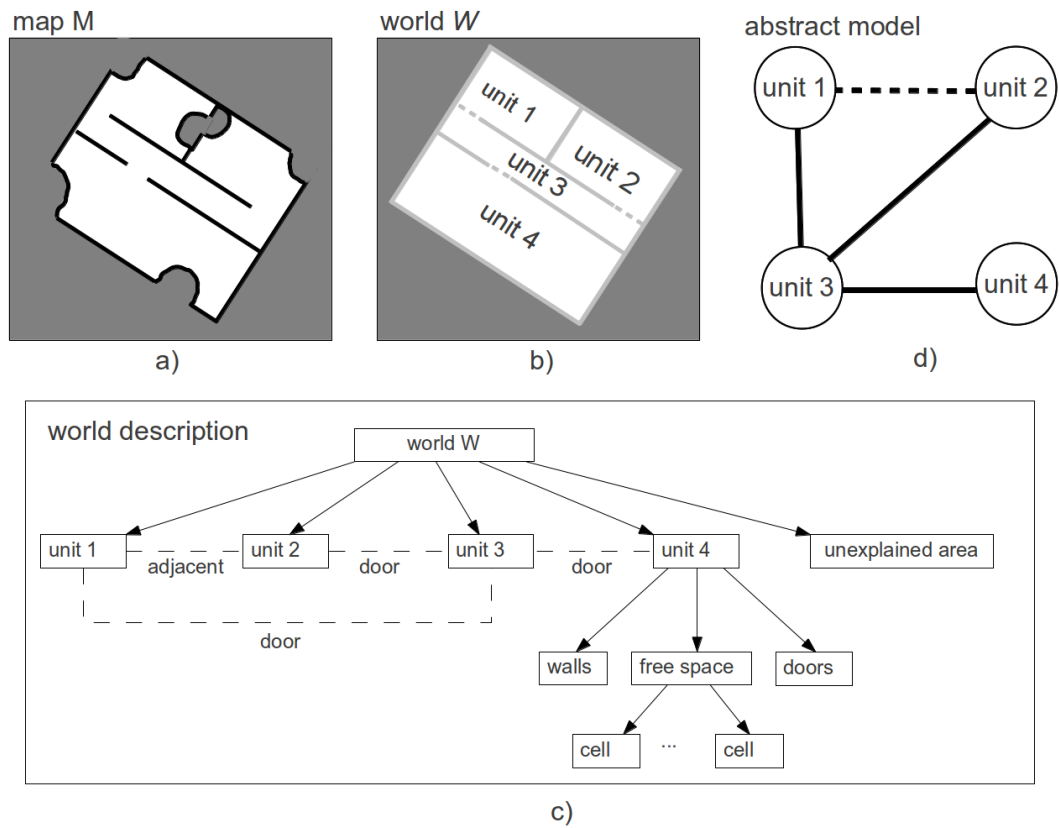 map M
world W
abstract model
unit 1
unit 2
unit 3
unit 4
unit 1
unit 2
unit 3
unit 4
a)
b)
d)
world description
world W
unit 1
unit 2
unit 3
unit 4
unexplained area
adjacent
door
door
door
walls
free space
doors
cell
...
cell
c)